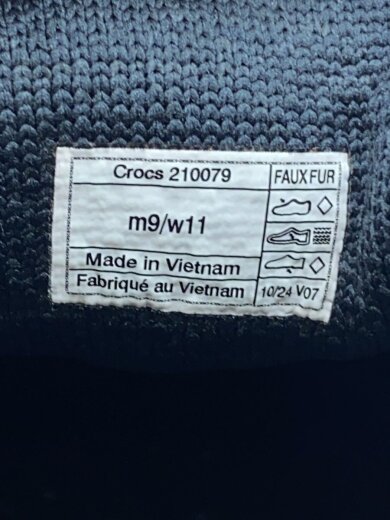 Crocs 210079
FAUX FUR
m9/w11
Made in Vietnam
Fabriqué au Vietnam
10/24 V07